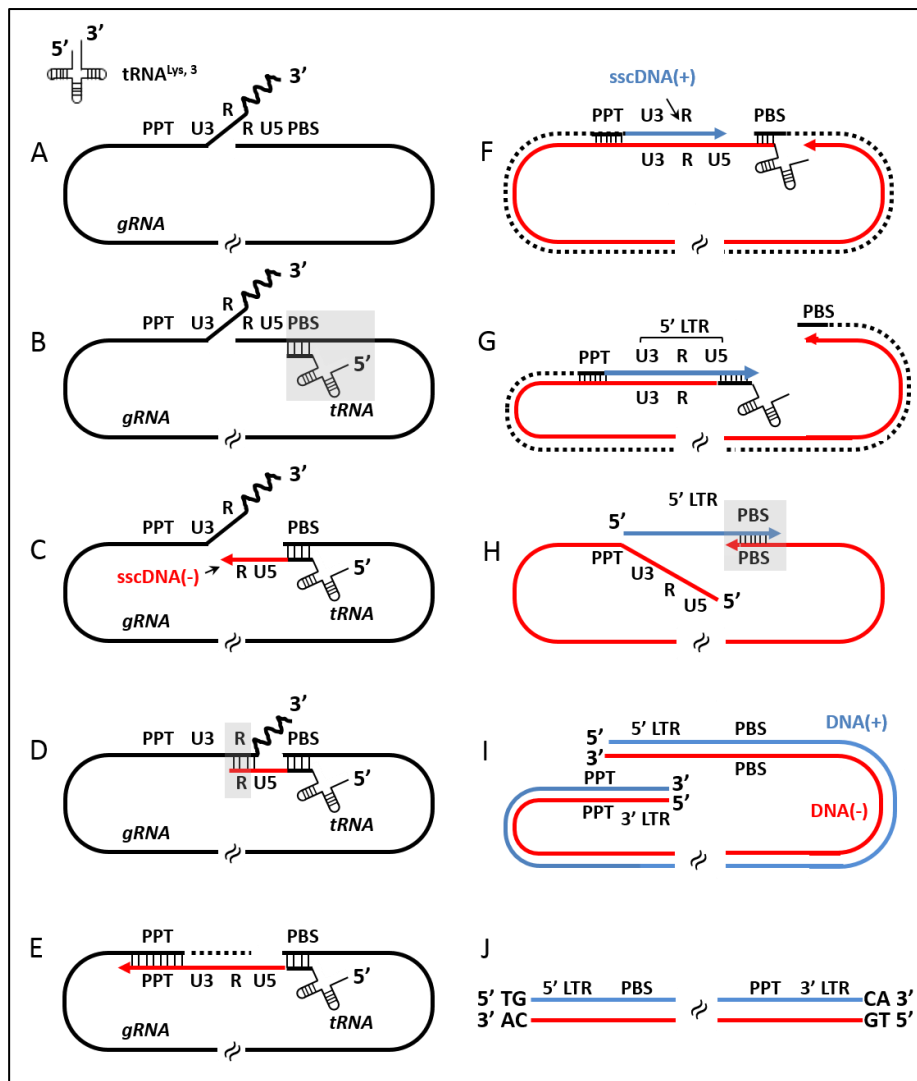 5’ 3’
tRNALys, 3
A
PPT U3 R R U5 PBS 3’
gRNA
B
PPT U3 R R U5 PBS 3’
5’
gRNA
tRNA
C
PPT U3 R 3’ PBS
sscDNA(-) R U5 5’
gRNA
tRNA
D
PPT U3 R 3’ PBS
R U5 5’
gRNA
tRNA
E
PPT PBS
PPT U3 R U5 5’
gRNA
tRNA
F
sscDNA(+)
PPT U3 R PBS
U3 R U5
G
PBS
5’ LTR
PPT U3 R U5
U3 R
H
5’ LTR
5’ PBS
PPT PBS
U3
R
U5 5’
I
DNA(+)
5’ 5’ LTR PBS
3’ PBS
PPT 3’
PPT 3’ LTR 5’
DNA(-)
J
5’ TG 5’ LTR PBS PPT 3’ LTR CA 3’
3’ AC GT 5’